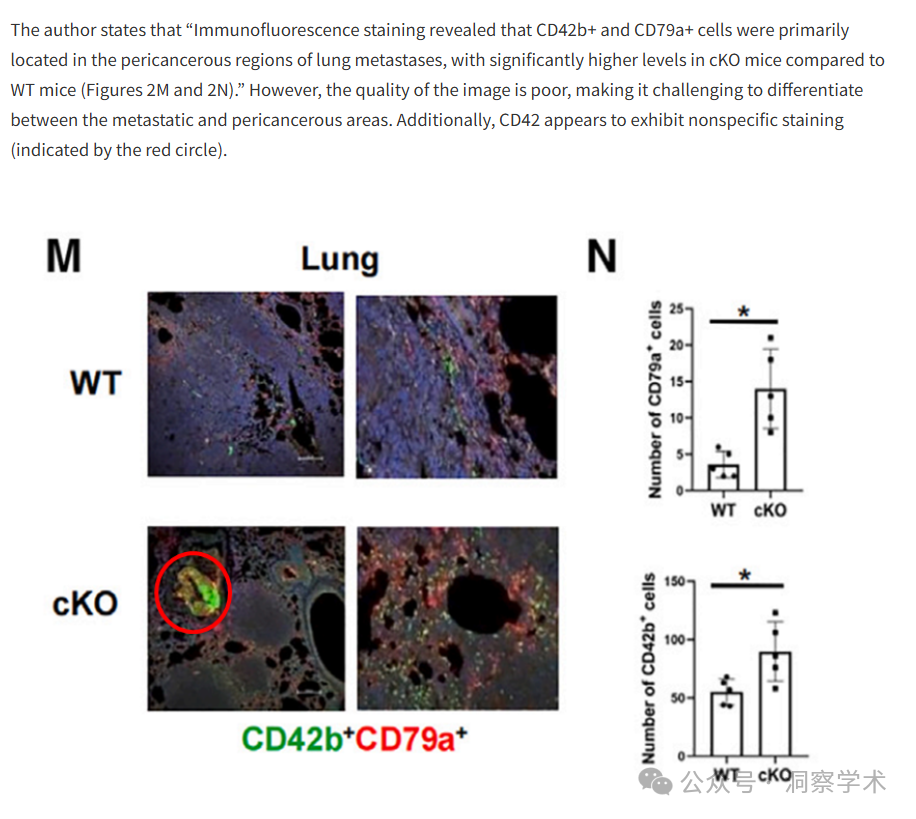 The author states that “Immunofluorescence staining revealed that CD42b+ and CD79a+ cells were primarily
located in the pericancerous regions of lung metastases, with significantly higher levels in cKO mice compared to
WT mice (Figures 2M and 2N).” However, the quality of the image is poor, making it challenging to differentiate
between the metastatic and pericancerous areas. Additionally, CD42 appears to exhibit nonspecific staining
(indicated by the red circle).
M
Lung
WT
cKO
CD42b⁺CD79a⁺
N
Number of CD79a⁺ cells
25
20
15
10
5
0
*
WT cKO
Number of CD42b⁺ cells
150
100
50
0
*
WT cKO
公众号 · 洞察学术